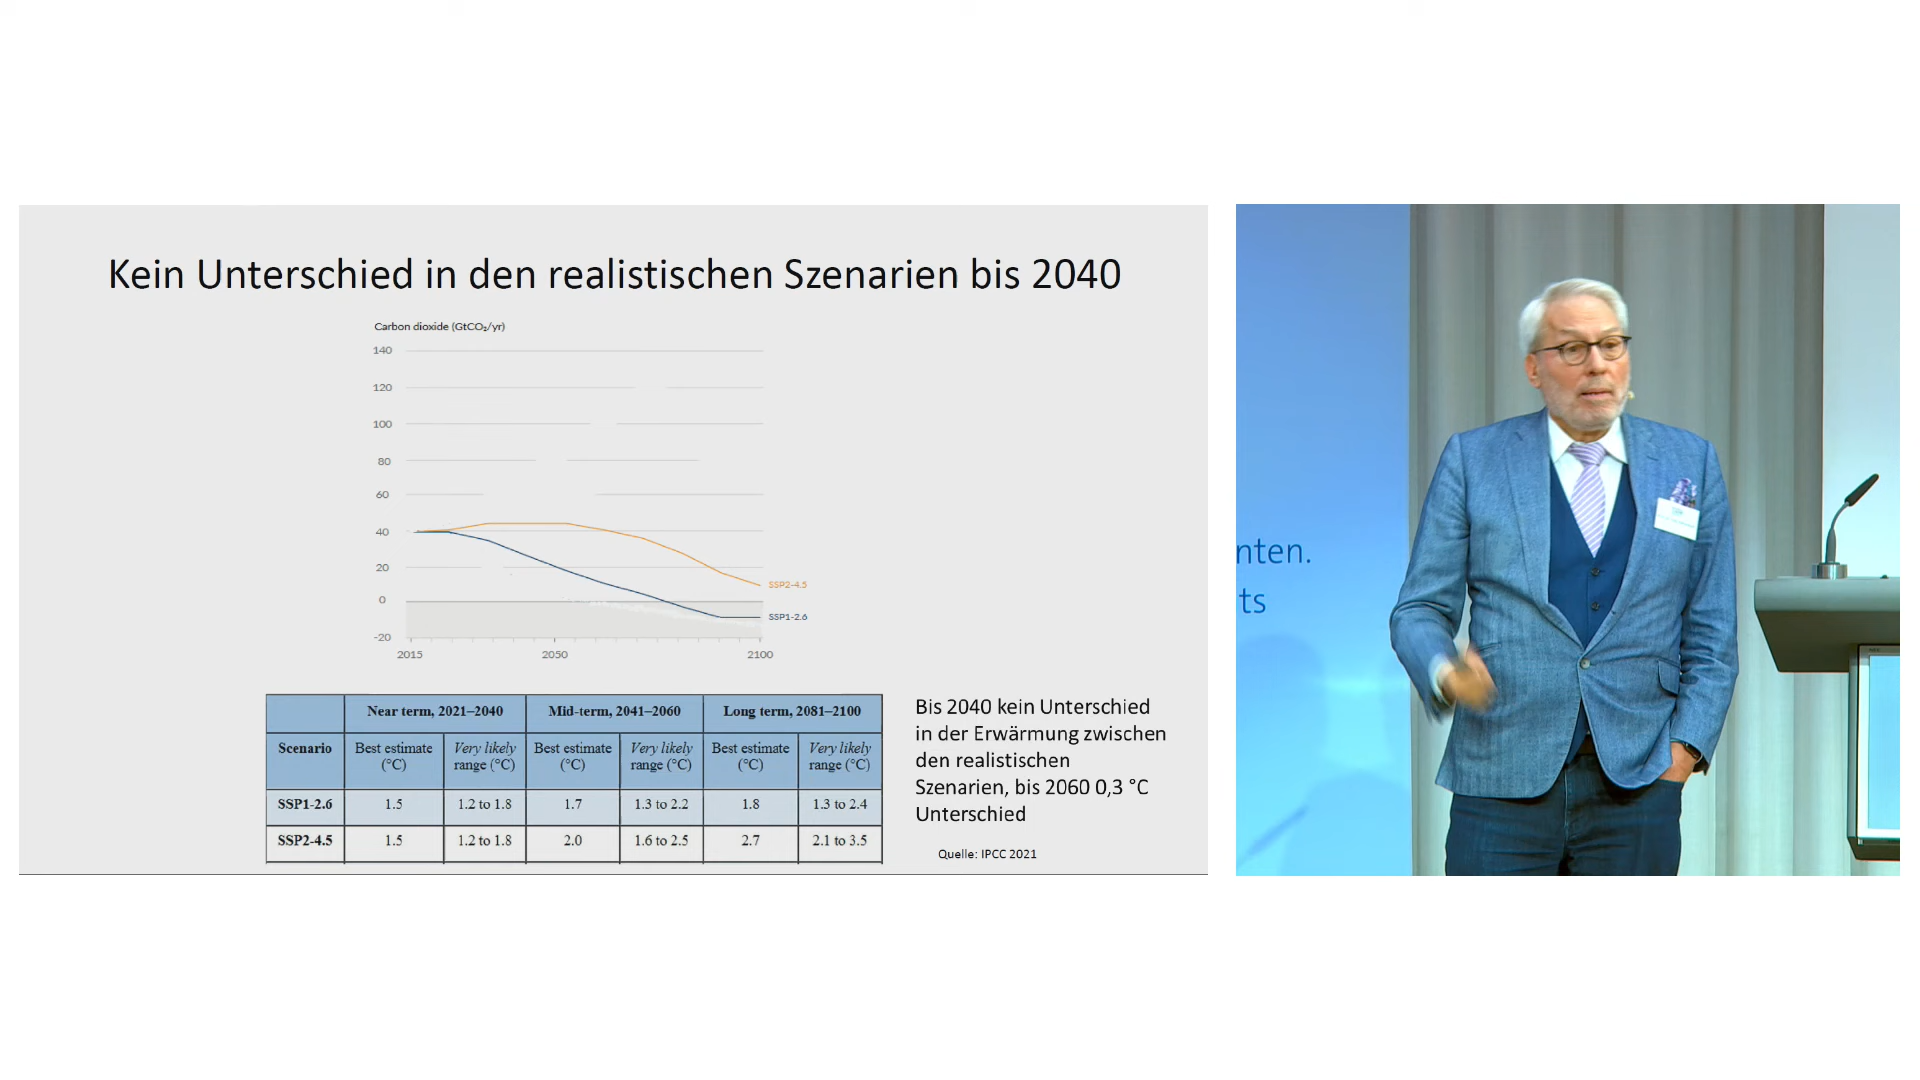 Kein Unterschied in den realistischen Szenarien bis 2040
Carbon dioxide (GtCO₂/yr)
140
120
100
80
60
40
20
0
-20
2015 2050 2100
SSP2-4.5
SSP1-2.6
Near term, 2021–2040 Mid-term, 2041–2060 Long term, 2081–2100
Scenario Best estimate (°C) Very likely range (°C) Best estimate (°C) Very likely range (°C) Best estimate (°C) Very likely range (°C)
SSP1-2.6 1.5 1.2 to 1.8 1.7 1.3 to 2.2 1.8 1.3 to 2.4
SSP2-4.5 1.5 1.2 to 1.8 2.0 1.6 to 2.5 2.7 2.1 to 3.5
Bis 2040 kein Unterschied
in der Erwärmung zwischen
den realistischen
Szenarien, bis 2060 0,3 °C
Unterschied
Quelle: IPCC 2021
nten.
ts